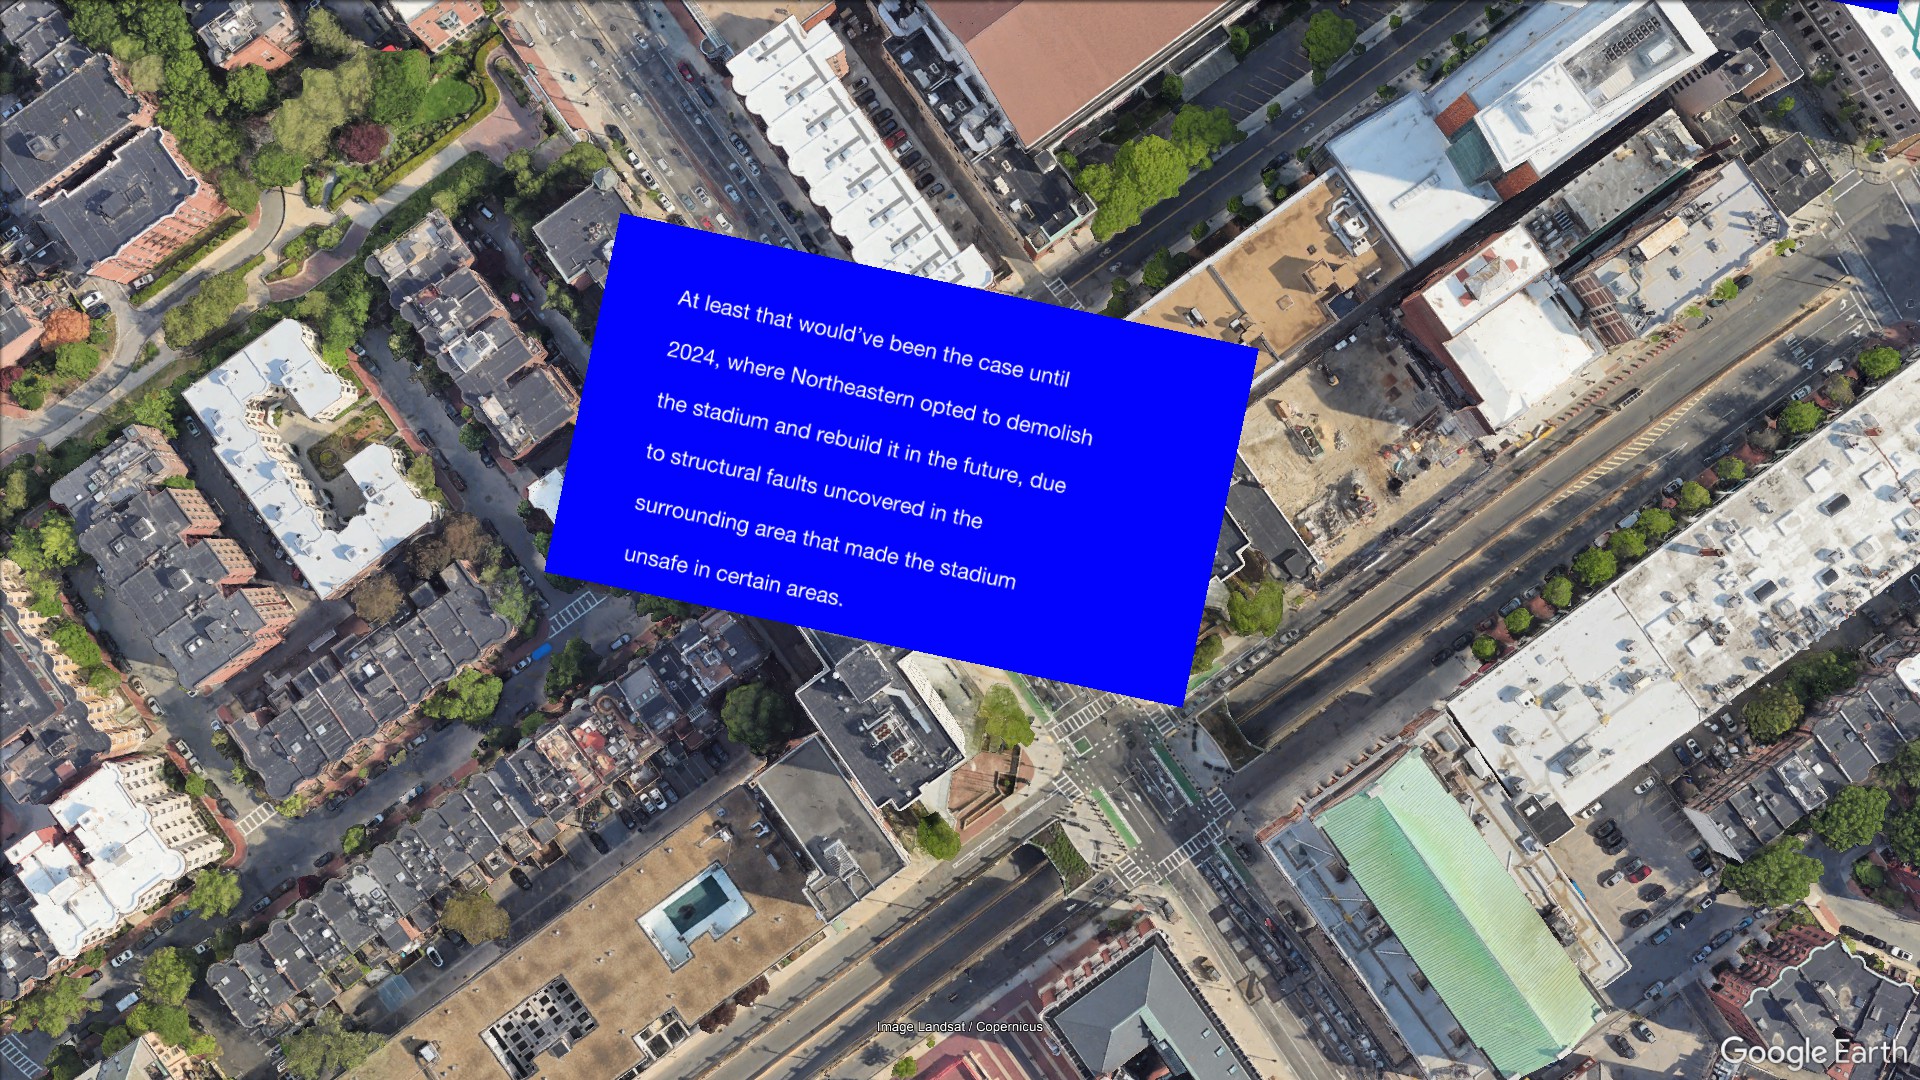 At least that would’ve been the case until
2024, where Northeastern opted to demolish
the stadium and rebuild it in the future, due
to structural faults uncovered in the
surrounding area that made the stadium
unsafe in certain areas.
Image Landsat / Copernicus
Google Earth